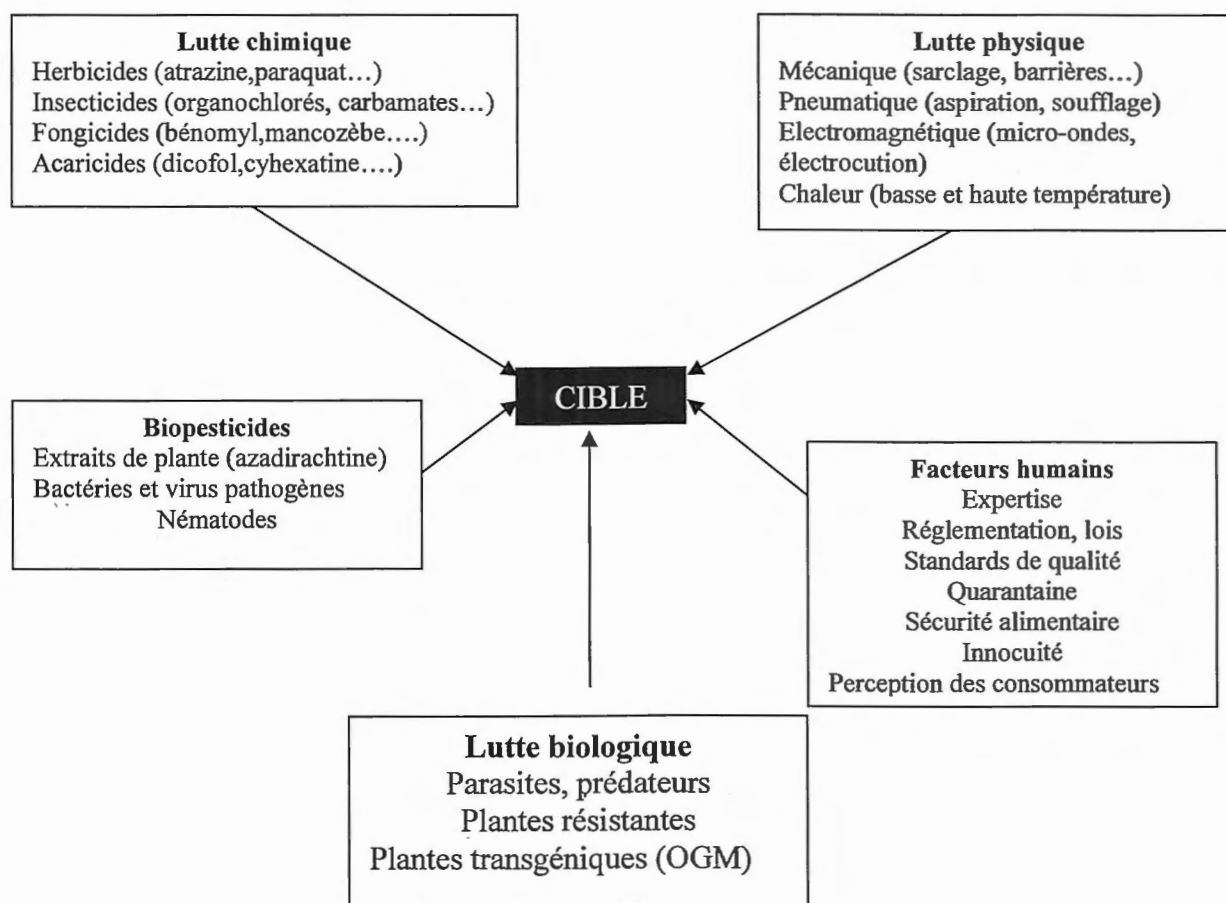 Lutte chimique
Herbicides (atrazine,paraquat…)
Insecticides (organochlorés, carbamates…)
Fongicides (bénomyl,mancozèbe….)
Acaricides (dicofol,cyhexatine….)
Lutte physique
Mécanique (sarclage, barrières…)
Pneumatique (aspiration, soufflage)
Electromagnétique (micro-ondes,
électrocution)
Chaleur (basse et haute température)
CIBLE
Biopesticides
Extraits de plante (azadirachtine)
Bactéries et virus pathogènes
Nématodes
Facteurs humains
Expertise
Réglementation, lois
Standards de qualité
Quarantaine
Sécurité alimentaire
Innocuité
Perception des consommateurs
Lutte biologique
Parasites, prédateurs
Plantes résistantes
Plantes transgéniques (OGM)